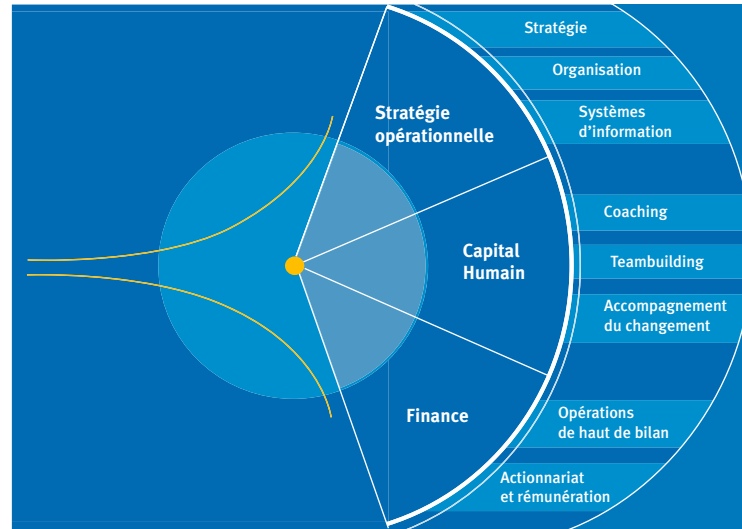 Stratégie
Organisation
Systèmes
d'information
Stratégie
opérationnelle
Coaching
Teambuilding
Accompagnement
du changement
Capital
Humain
Opérations
de haut de bilan
Actionnariat
et rémunération
Finance